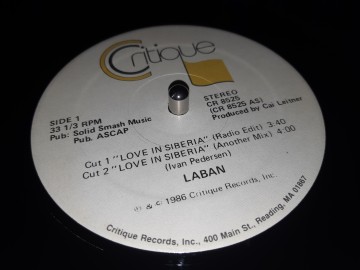 Critique
SIDE 1
33 1/3 RPM
Pub: Solid Smash Music
Pub. ASCAP
STEREO
CR 8525
(CR 8525 AS)
Produced by Cai Leitner
Cut 1 "LOVE IN SIBERIA" (Radio Edit) 3:40
Cut 2 "LOVE IN SIBERIA" (Another Mix) 4:00
(Ivan Pedersen)
LABAN
℗ & © 1986 Critique Records, Inc.
Critique Records, Inc., 400 Main St., Reading, MA 01867